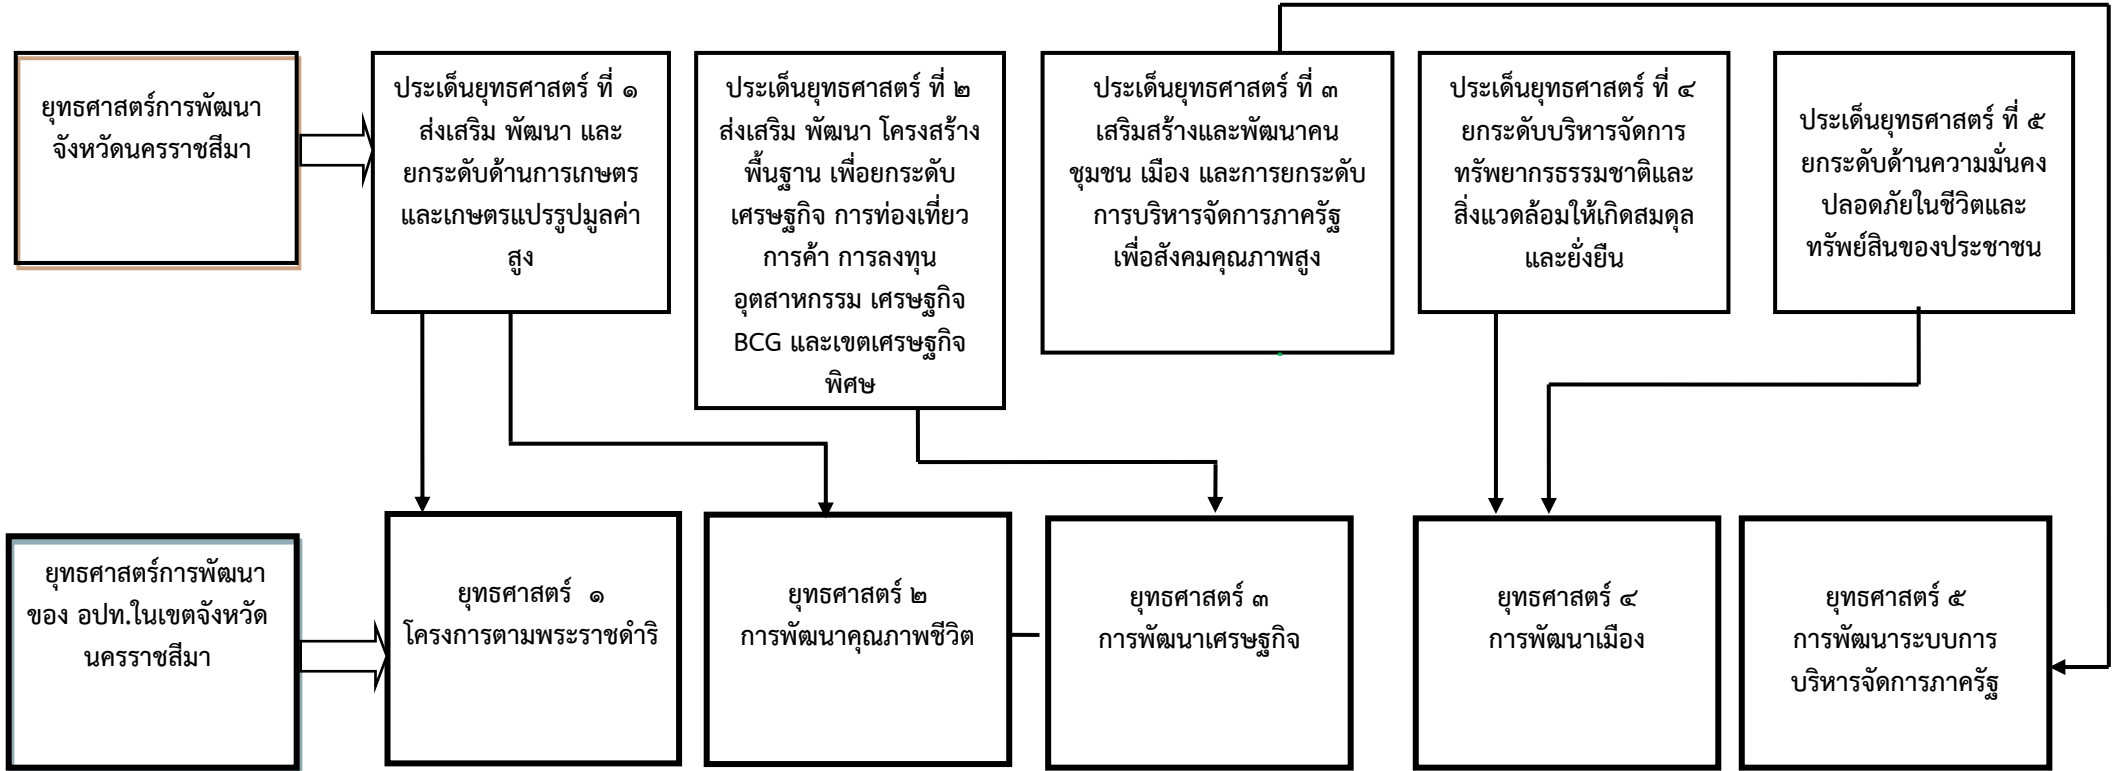 ยุทธศาสตร์การพัฒนา
จังหวัดนครราชสีมา
ประเด็นยุทธศาสตร์ ที่ ๑
ส่งเสริม พัฒนา และ
ยกระดับด้านการเกษตร
และเกษตรแปรรูปมูลค่า
สูง
ประเด็นยุทธศาสตร์ ที่ ๒
ส่งเสริม พัฒนา โครงสร้าง
พื้นฐาน เพื่อยกระดับ
เศรษฐกิจ การท่องเที่ยว
การค้า การลงทุน
อุตสาหกรรม เศรษฐกิจ
BCG และเขตเศรษฐกิจ
พิศษ
ประเด็นยุทธศาสตร์ ที่ ๓
เสริมสร้างและพัฒนาคน
ชุมชน เมือง และการยกระดับ
การบริหารจัดการภาครัฐ
เพื่อสังคมคุณภาพสูง
ประเด็นยุทธศาสตร์ ที่ ๔
ยกระดับบริหารจัดการ
ทรัพยากรธรรมชาติและ
สิ่งแวดล้อมให้เกิดสมดุล
และยั่งยืน
ประเด็นยุทธศาสตร์ ที่ ๕
ยกระดับด้านความมั่นคง
ปลอดภัยในชีวิตและ
ทรัพย์สินของประชาชน
ยุทธศาสตร์การพัฒนา
ของ อปท.ในเขตจังหวัด
นครราชสีมา
ยุทธศาสตร์ ๑
โครงการตามพระราชดำริ
ยุทธศาสตร์ ๒
การพัฒนาคุณภาพชีวิต
ยุทธศาสตร์ ๓
การพัฒนาเศรษฐกิจ
ยุทธศาสตร์ ๔
การพัฒนาเมือง
ยุทธศาสตร์ ๕
การพัฒนาระบบการ
บริหารจัดการภาครัฐ